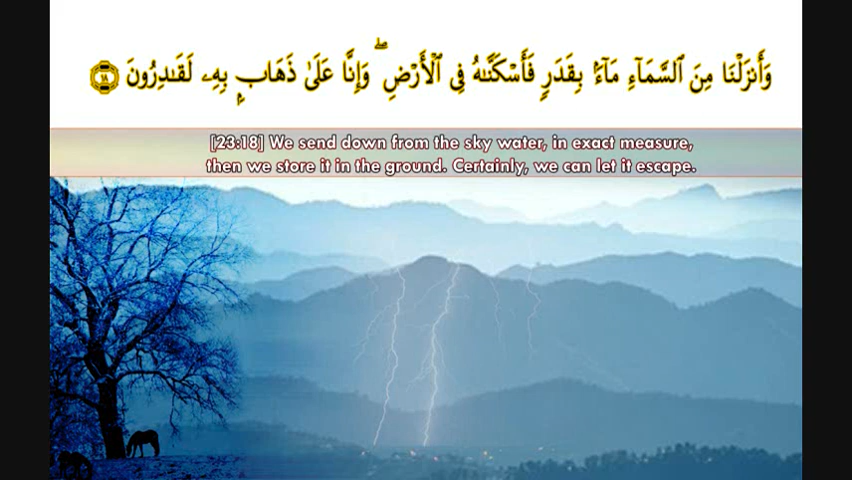 وَأَنزَلْنَا مِنَ ٱلسَّمَآءِ مَآءًۢ بِقَدَرٍۢ فَأَسْكَنَّـٰهُ فِى ٱلْأَرْضِ ۖ وَإِنَّا عَلَىٰ ذَهَابٍۭ بِهِۦ لَقَـٰدِرُونَ ١٨
[23:18] We send down from the sky water, in exact measure,
then we store it in the ground. Certainly, we can let it escape.